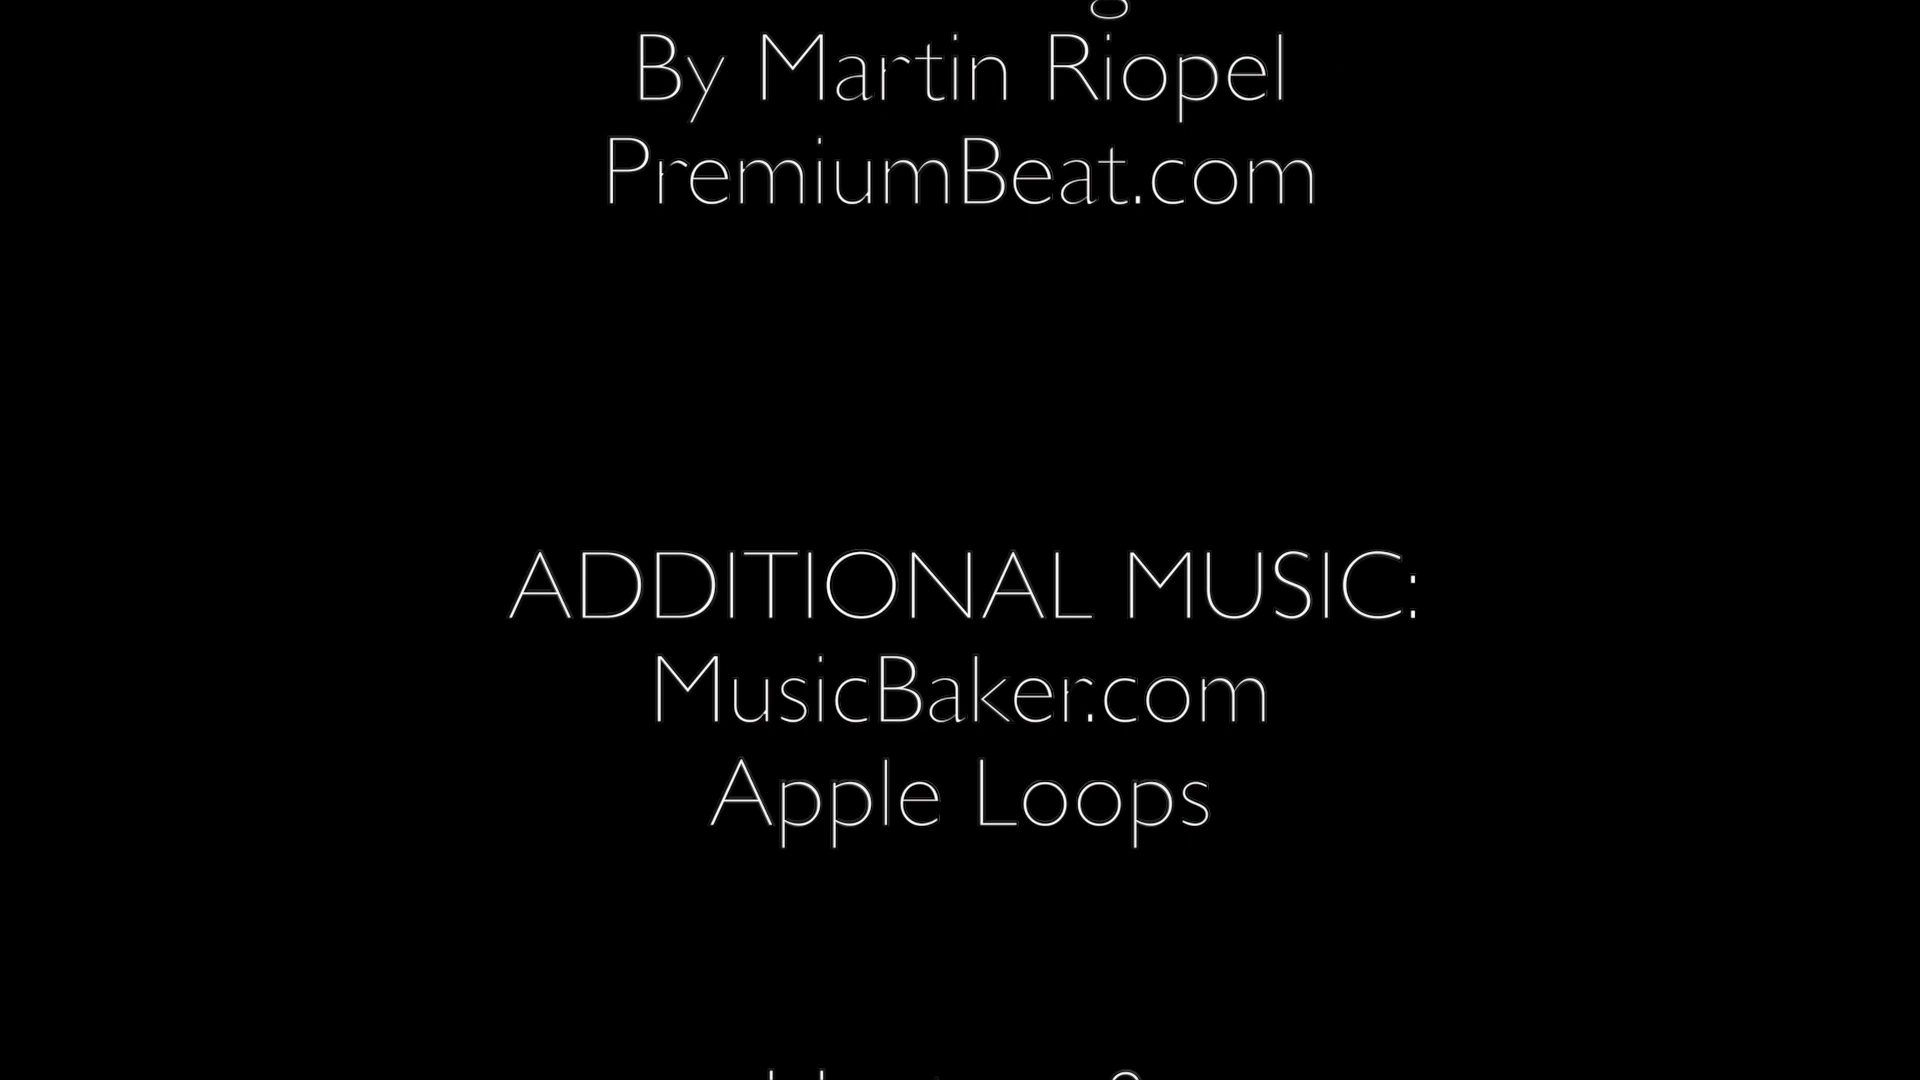 By Martin Riopel
PremiumBeat.com
ADDITIONAL MUSIC:
MusicBaker.com
Apple Loops